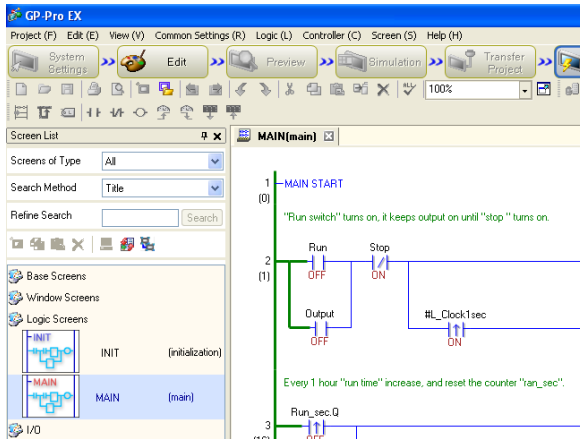 GP-Pro EX
Project (F) Edit (E) View (V) Common Settings (R) Logic (L) Controller (C) Screen (S) Help (H)
System Settings
Edit
Preview
Simulation
Transfer Project
ALL
100%
Screen List
MAIN(main)
Screens of Type All
Search Method Title
Refine Search Search
Base Screens
Window Screens
Logic Screens
INIT
INIT (initialization)
MAIN
MAIN (main)
I/O
1 MAIN START
(0)
"Run switch" turns on, it keeps output on until "stop " turns on.
Run Stop
2
(1) OFF ON
Output #L_Clock1sec
OFF ON
Every 1 hour "run time" increase, and reset the counter "ran_sec".
Run_sec.Q
3